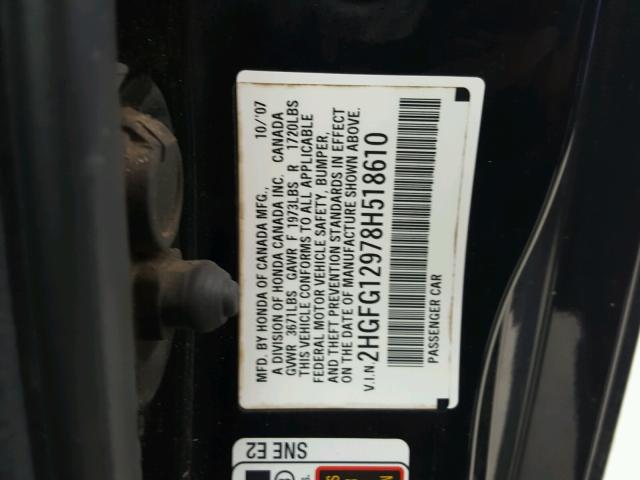 MFD. BY HONDA OF CANADA MFG., 10/'07
A DIVISION OF HONDA CANADA INC. CANADA
GVWR 3671LBS GAWR F 1973LBS R 1720LBS
THIS VEHICLE CONFORMS TO ALL APPLICABLE
FEDERAL MOTOR VEHICLE SAFETY, BUMPER,
AND THEFT PREVENTION STANDARDS IN EFFECT
ON THE DATE OF MANUFACTURE SHOWN ABOVE.
V.I.N. 2HGFG12978H518610
PASSENGER CAR
SNE E2